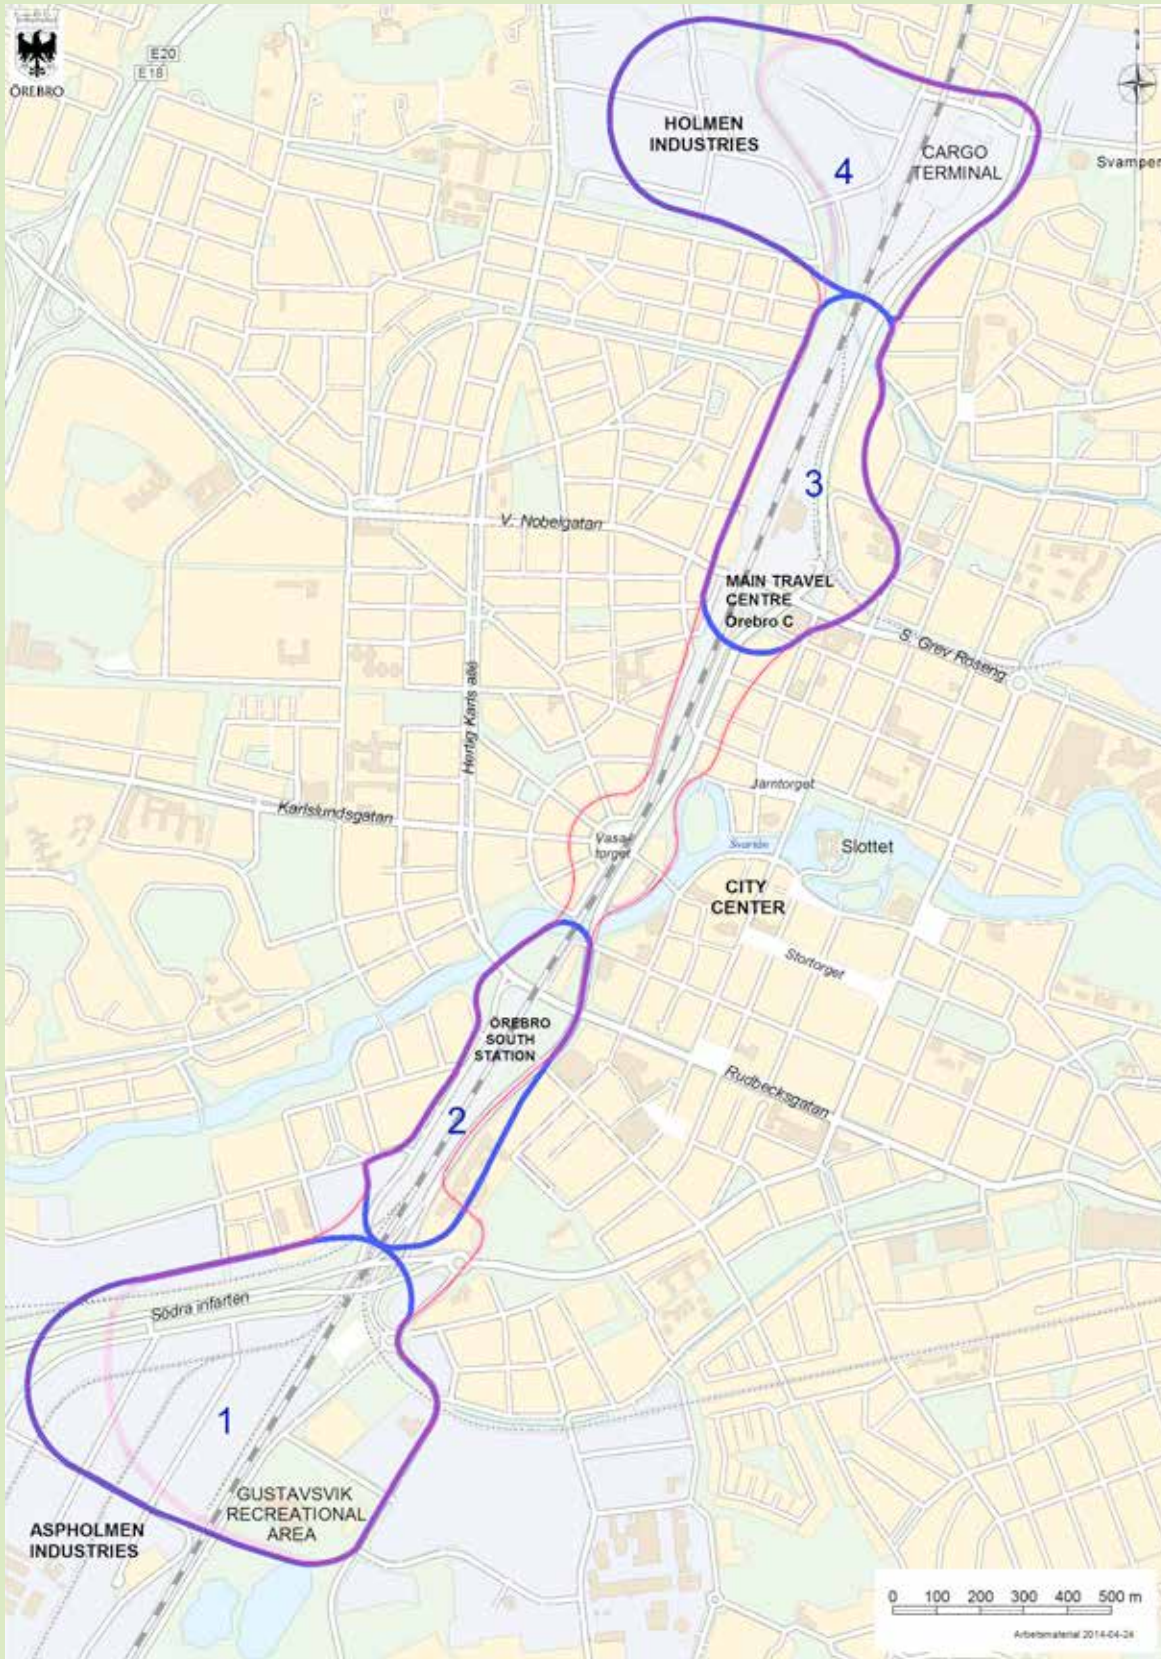 E20
E18
ÖREBRO
HOLMEN
INDUSTRIES
4
CARGO
TERMINAL
Svampen
3
V. Nobelgatan
MAIN TRAVEL
CENTRE
Örebro C
S. Grev Roseng
Hertig Karls allé
Järntorget
Karlslundsgatan
Vasa
torget
Svartån
Slottet
CITY
CENTER
Stortorget
ÖREBRO
SOUTH
STATION
Rudbecksgatan
2
Södra infarten
1
GUSTAVSVIK
RECREATIONAL
AREA
ASPHOLMEN
INDUSTRIES
0 100 200 300 400 500 m
Arbetsmaterial 2014-04-24